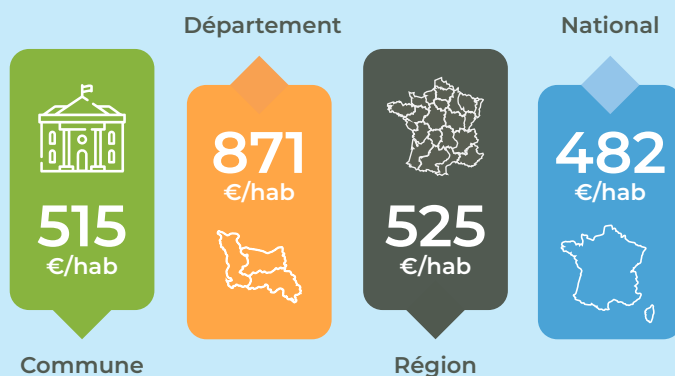 Département
National
515
€/hab
Commune
871
€/hab
525
€/hab
Région
482
€/hab